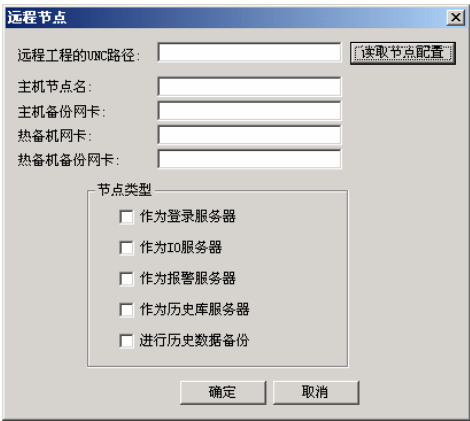 远程节点
远程工程的UNC路径: 读取节点配置
主机节点名:
主机备份网卡:
热备机网卡:
热备机备份网卡:
节点类型
作为登录服务器
作为IO服务器
作为报警服务器
作为历史库服务器
进行历史数据备份
确定 取消